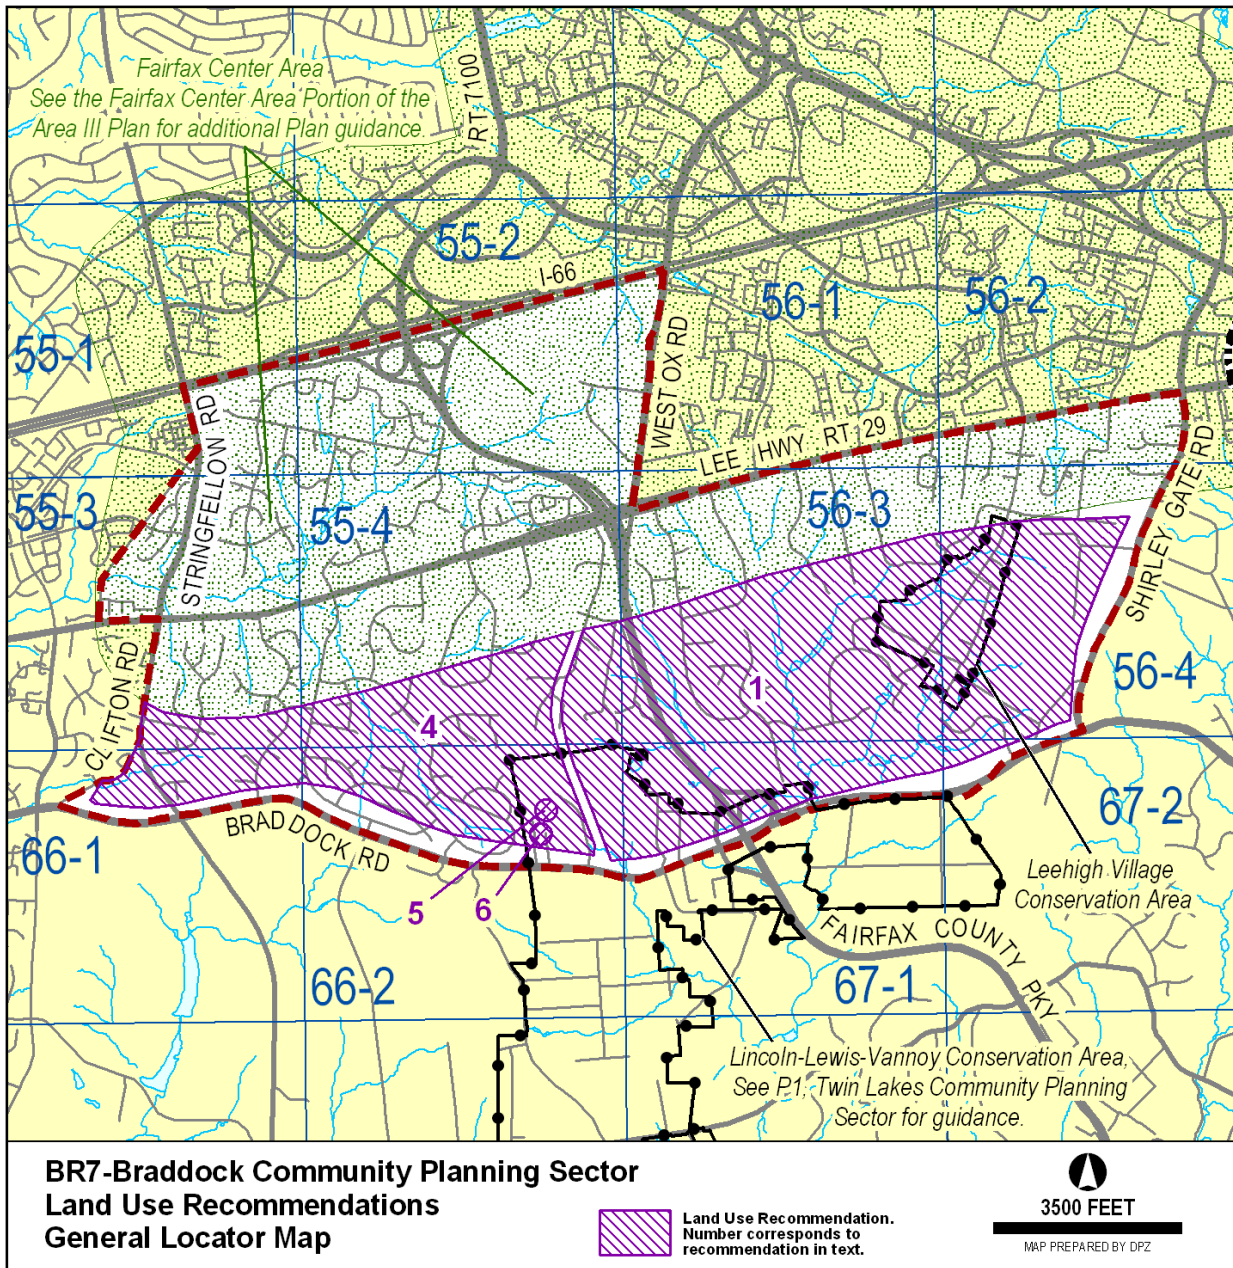 Fairfax Center Area
See the Fairfax Center Area Portion of the
Area III Plan for additional Plan guidance.
RT 7100
55-2
I-66
56-1
56-2
55-1
WEST OX RD
STRINGFELLOW RD
LEE HWY RT 29
SHIRLEY GATE RD
55-3
55-4
56-3
CLIFTON RD
4
1
56-4
BRADDOCK RD
66-1
67-2
5
6
Leehigh Village
Conservation Area
FAIRFAX COUNTY PKY
66-2
67-1
Lincoln-Lewis-Vannoy Conservation Area,
See P1, Twin Lakes Community Planning
Sector for guidance.
BR7-Braddock Community Planning Sector
Land Use Recommendations
General Locator Map
Land Use Recommendation.
Number corresponds to
recommendation in text.
3500 FEET
MAP PREPARED BY DPZ